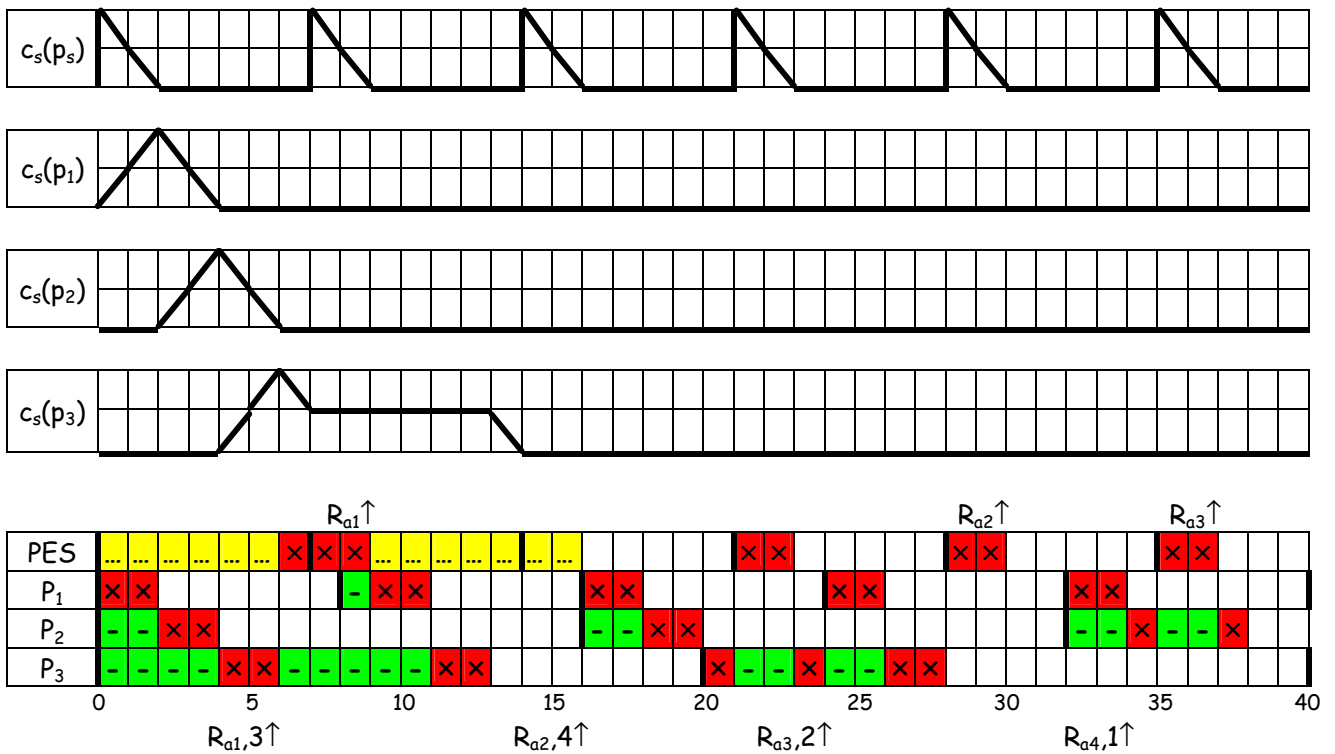 cₛ(pₛ)
cₛ(p₁)
cₛ(p₂)
cₛ(p₃)
Rₐ₁↑ Rₐ₂↑ Rₐ₃↑
PES ... ... ... ... ... ... × × × ... ... ... ... ... ... ... × × × × × ×
P₁ × × - × × × × × × × ×
P₂ - - × × - - × × - - × - - ×
P₃ - - - - × × - - - - - × × × - - × - - × ×
0 5 10 15 20 25 30 35 40
Rₐ₁,3↑ Rₐ₂,4↑ Rₐ₃,2↑ Rₐ₄,1↑